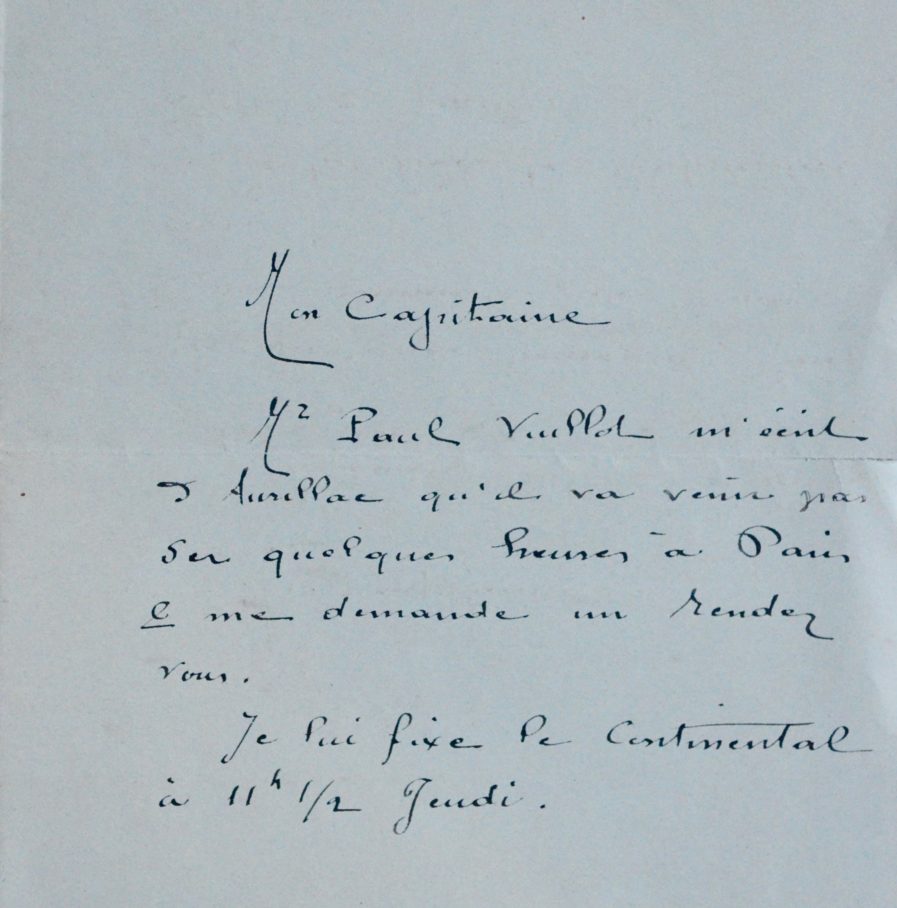 Mon Capitaine
Mr Paul Vuillot m'écrit
d'Aurillac qu'il va venir pas
ser quelques heures à Paris
& me demande un rendez
vous.
Je lui fixe le Continental
à 11h 1/2 Jeudi.